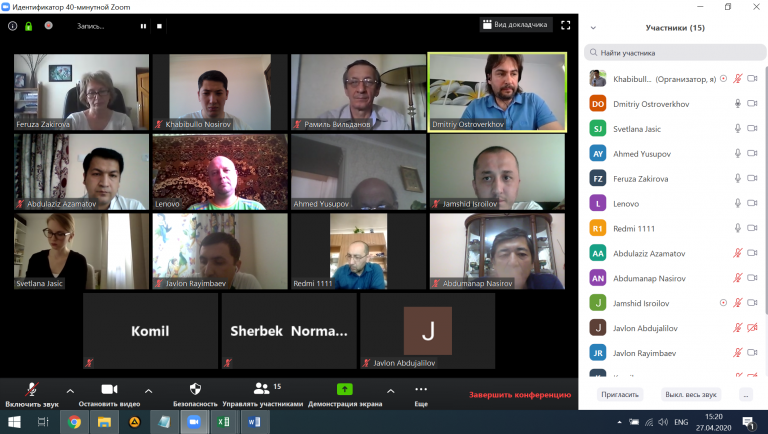 Идентификатор 40-минутной Zoom
Запись...
Вид докладчика
Участники (15)
Найти участника
Feruza Zakirova
Khabibullo Nosirov
Рамиль Вильданов
Dmitriy Ostroverkhov
Abdulaziz Azamatov
Lenovo
Ahmed Yusupov
Jamshid Isroilov
Svetlana Jasic
Javlon Rayimbaev
Redmi 1111
Abdumanap Nasirov
Komil
Sherbek Norma...
J
Javlon Abdujalilov
Khabibull... (Организатор, я)
DO Dmitriy Ostroverkhov
SJ Svetlana Jasic
AY Ahmed Yusupov
FZ Feruza Zakirova
L Lenovo
R1 Redmi 1111
AA Abdulaziz Azamatov
AN Abdumanap Nasirov
J Jamshid Isroilov
J Javlon Abdujalilov
JR Javlon Rayimbaev
Пригласить
Выкл. весь звук
...
Включить звук
Остановить видео
Безопасность
15
Управлять участниками
Демонстрация экрана
Еще
Завершить конференцию
ENG
15:20
27.04.2020